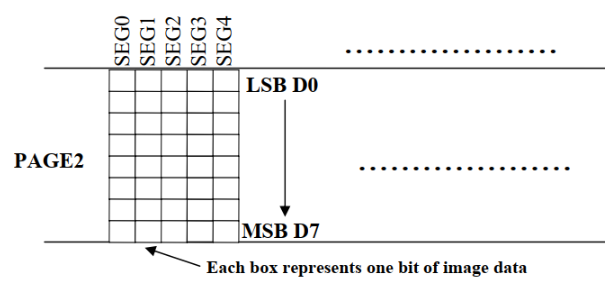 SEG0
SEG1
SEG2
SEG3
SEG4
....................
LSB D0
PAGE2
....................
MSB D7
Each box represents one bit of image data